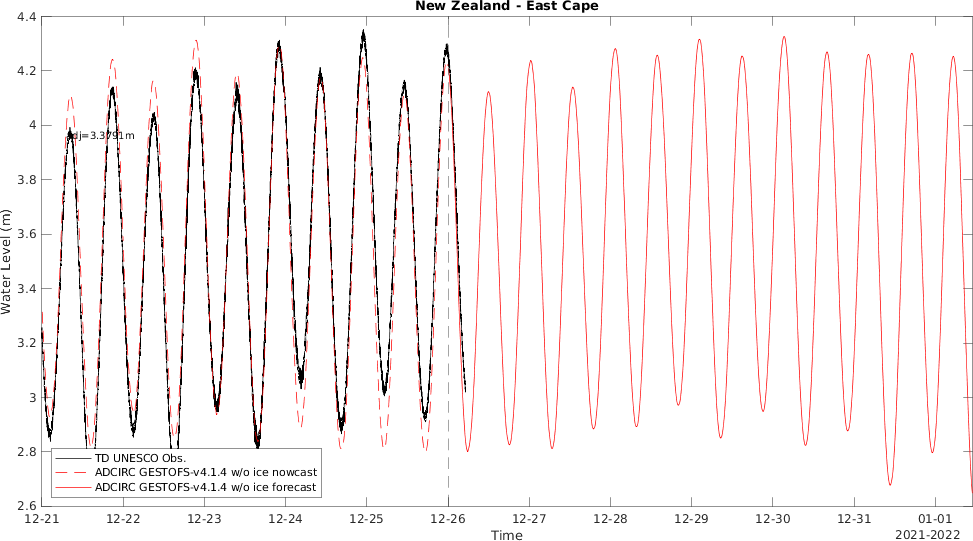 New Zealand - East Cape
4.4
4.2
4
3.8
3.6
3.4
3.2
3
2.8
2.6
Water Level (m)
adj=3.3791m
TD UNESCO Obs.
ADCIRC GESTOFS-v4.1.4 w/o ice nowcast
ADCIRC GESTOFS-v4.1.4 w/o ice forecast
12-21 12-22 12-23 12-24 12-25 12-26 12-27 12-28 12-29 12-30 12-31 01-01
Time
2021-2022